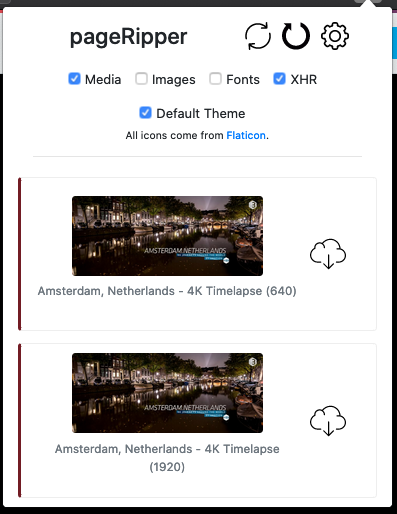 pageRipper
Media Images Fonts XHR
Default Theme
All icons come from Flaticon.
AMSTERDAM, NETHERLANDS
Amsterdam, Netherlands - 4K Timelapse (640)
AMSTERDAM, NETHERLANDS
Amsterdam, Netherlands - 4K Timelapse
(1920)